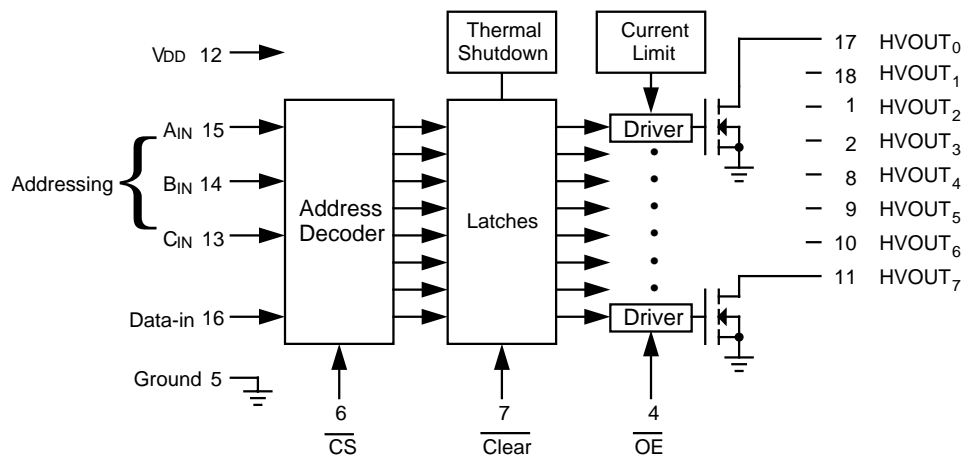 Thermal
Shutdown
Current
Limit
VDD 12
17 HVOUT0
18 HVOUT1
1 HVOUT2
2 HVOUT3
8 HVOUT4
9 HVOUT5
10 HVOUT6
11 HVOUT7
Addressing
AIN 15
BIN 14
CIN 13
Data-in 16
Ground 5
Address
Decoder
Latches
Driver
Driver
6
CS
7
Clear
4
OE